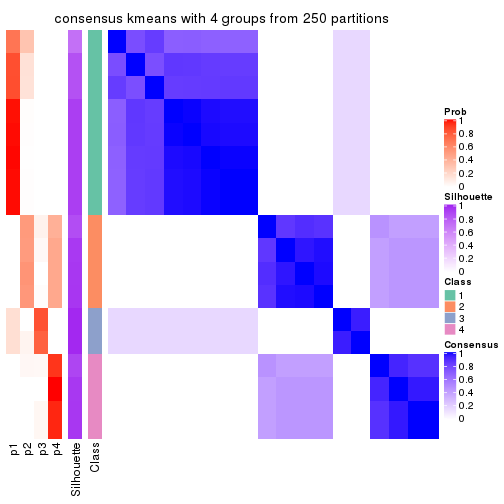 consensus kmeans with 4 groups from 250 partitions
Prob
1
0.8
0.6
0.4
0.2
0
Silhouette
1
0.8
0.6
0.4
0.2
0
Class
1
2
3
4
Consensus
1
0.8
0.6
0.4
0.2
0
p1
p2
p3
p4
Silhouette
Class